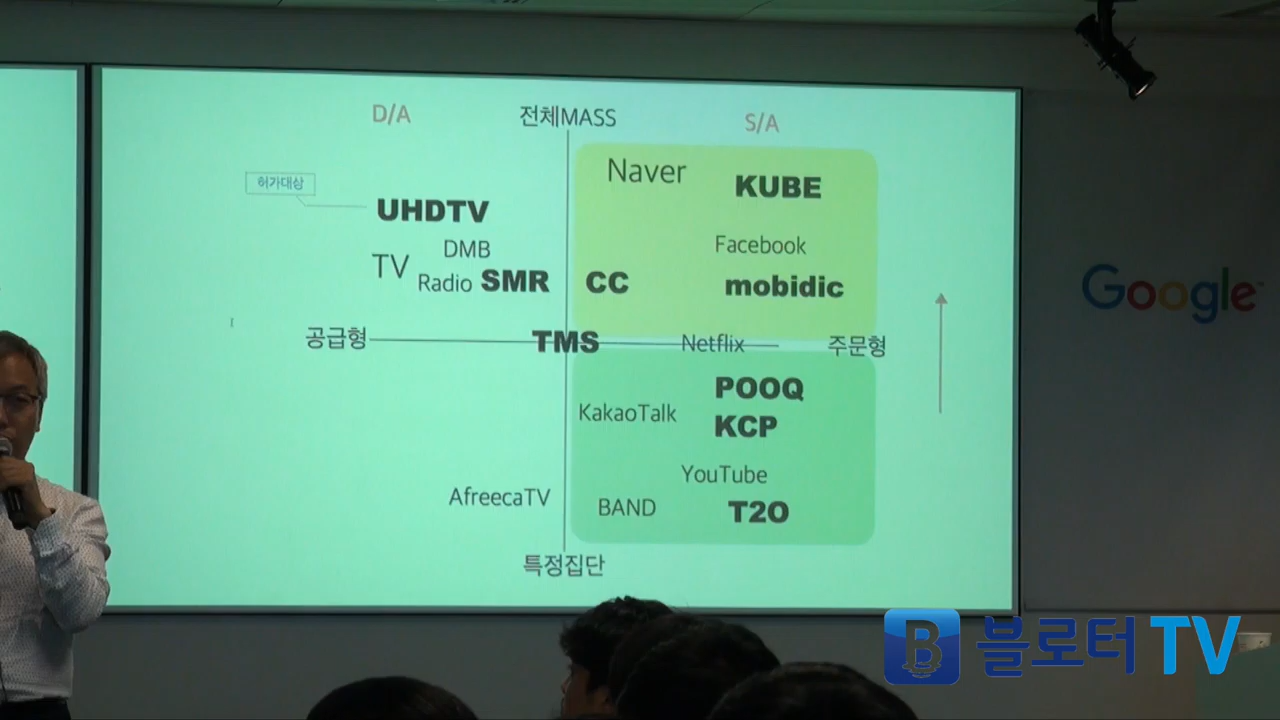 D/A 전체MASS S/A
허가대상
Naver
KUBE
UHDTV
DMB
Facebook
TV
Radio SMR CC mobidic
공급형 TMS Netflix 주문형
POOQ
KakaoTalk
KCP
YouTube
AfreecaTV
BAND T2O
특정집단
Google
B 블로터TV